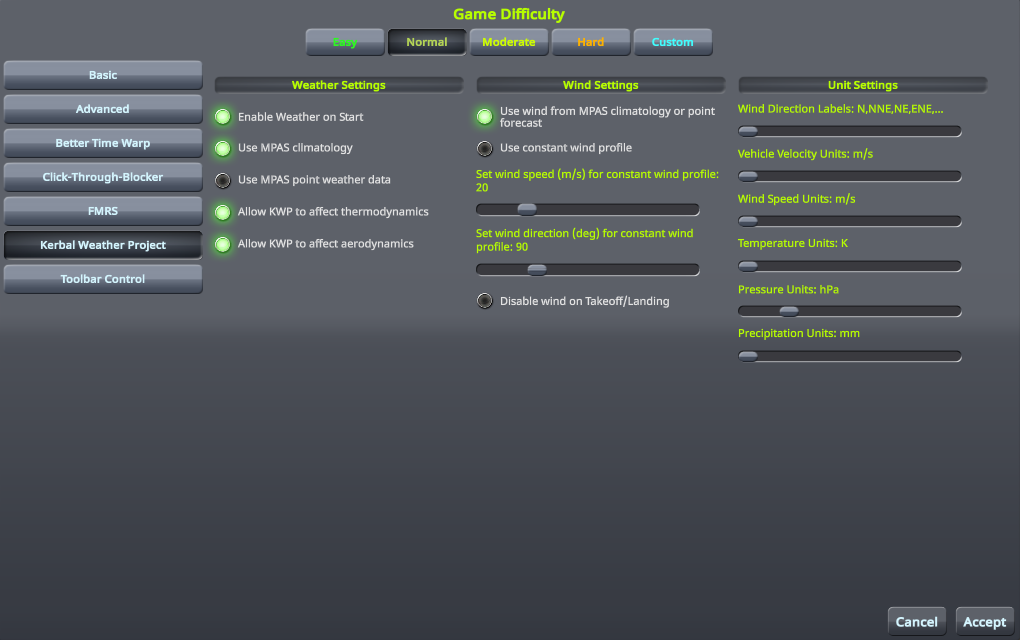 Game Difficulty
Easy
Normal
Moderate
Hard
Custom
Basic
Advanced
Better Time Warp
Click-Through-Blocker
FMRS
Kerbal Weather Project
Toolbar Control
Weather Settings
Enable Weather on Start
Use MPAS climatology
Use MPAS point weather data
Allow KWP to affect thermodynamics
Allow KWP to affect aerodynamics
Wind Settings
Use wind from MPAS climatology or point
forecast
Use constant wind profile
Set wind speed (m/s) for constant wind profile:
20
Set wind direction (deg) for constant wind
profile: 90
Disable wind on Takeoff/Landing
Unit Settings
Wind Direction Labels: N,NNE,NE,ENE,...
Vehicle Velocity Units: m/s
Wind Speed Units: m/s
Temperature Units: K
Pressure Units: hPa
Precipitation Units: mm
Cancel
Accept